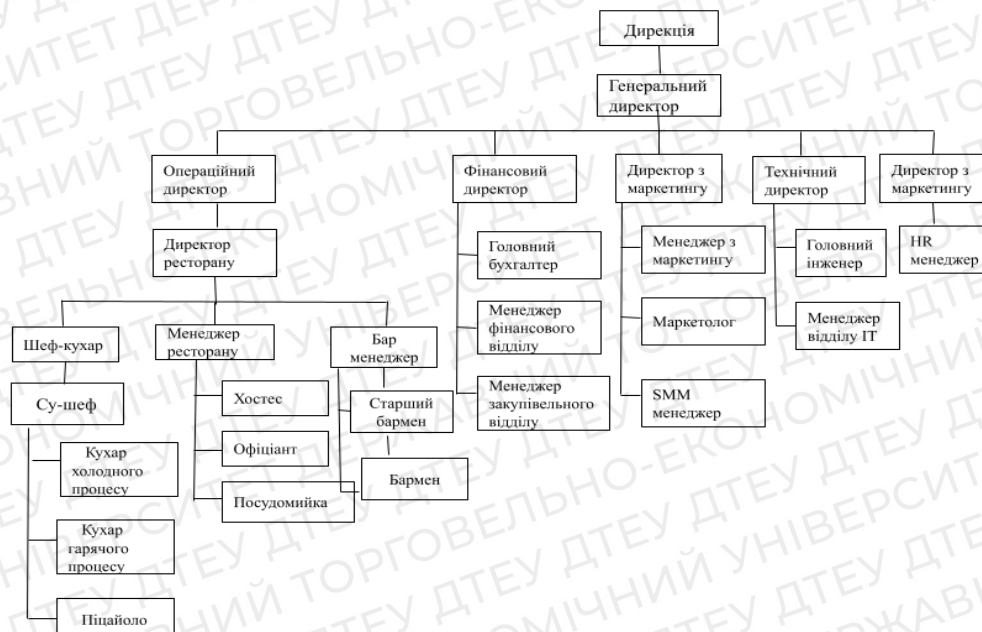 Дирекція
Генеральний
директор
Операційний
директор
Фінансовий
директор
Директор з
маркетингу
Технічний
директор
Директор з
маркетингу
Директор
ресторану
Головний
бухгалтер
Менеджер з
маркетингу
Головний
інженер
HR
менеджер
Менеджер
фінансового
відділу
Маркетолог
Менеджер
відділу ІТ
Шеф-кухар
Менеджер
ресторану
Бар
менеджер
Су-шеф
Хостес
Старший
бармен
Менеджер
закупівельного
відділу
SMM
менеджер
Кухар
холодного
процесу
Офіціант
Бармен
Посудомийка
Кухар
гарячого
процесу
Піцайоло